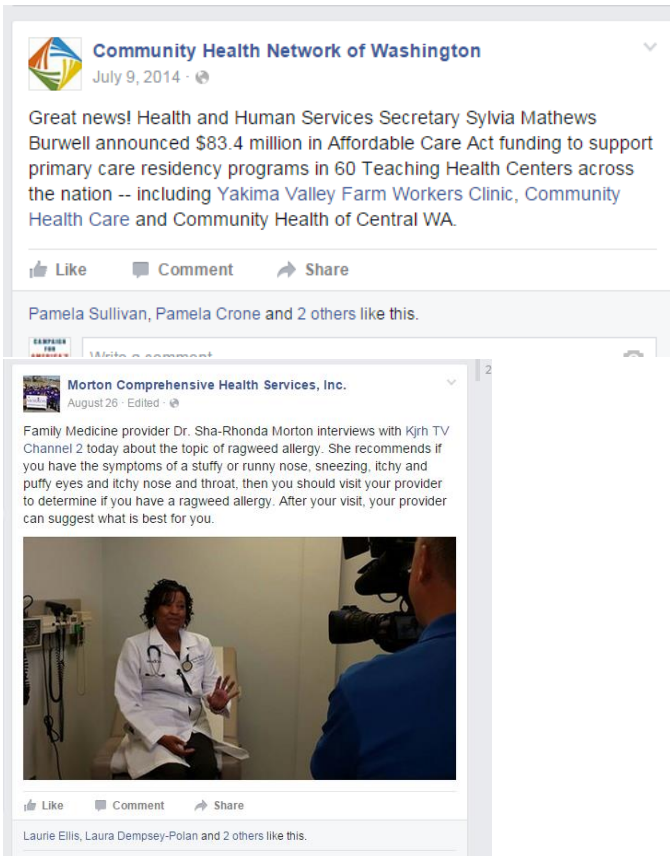 Community Health Network of Washington
July 9, 2014 ·
Great news! Health and Human Services Secretary Sylvia Mathews
Burwell announced $83.4 million in Affordable Care Act funding to support
primary care residency programs in 60 Teaching Health Centers across
the nation -- including Yakima Valley Farm Workers Clinic, Community
Health Care and Community Health of Central WA.
Like Comment Share
Pamela Sullivan, Pamela Crone and 2 others like this.
CAMPAIGN
FOR
Write a comment
2
Morton Comprehensive Health Services, Inc.
August 26 · Edited ·
Family Medicine provider Dr. Sha-Rhonda Morton interviews with Kjrh TV
Channel 2 today about the topic of ragweed allergy. She recommends if
you have the symptoms of a stuffy or runny nose, sneezing, itchy and
puffy eyes and itchy nose and throat, then you should visit your provider
to determine if you have a ragweed allergy. After your visit, your provider
can suggest what is best for you.
Like Comment Share
Laurie Ellis, Laura Dempsey-Polan and 2 others like this.